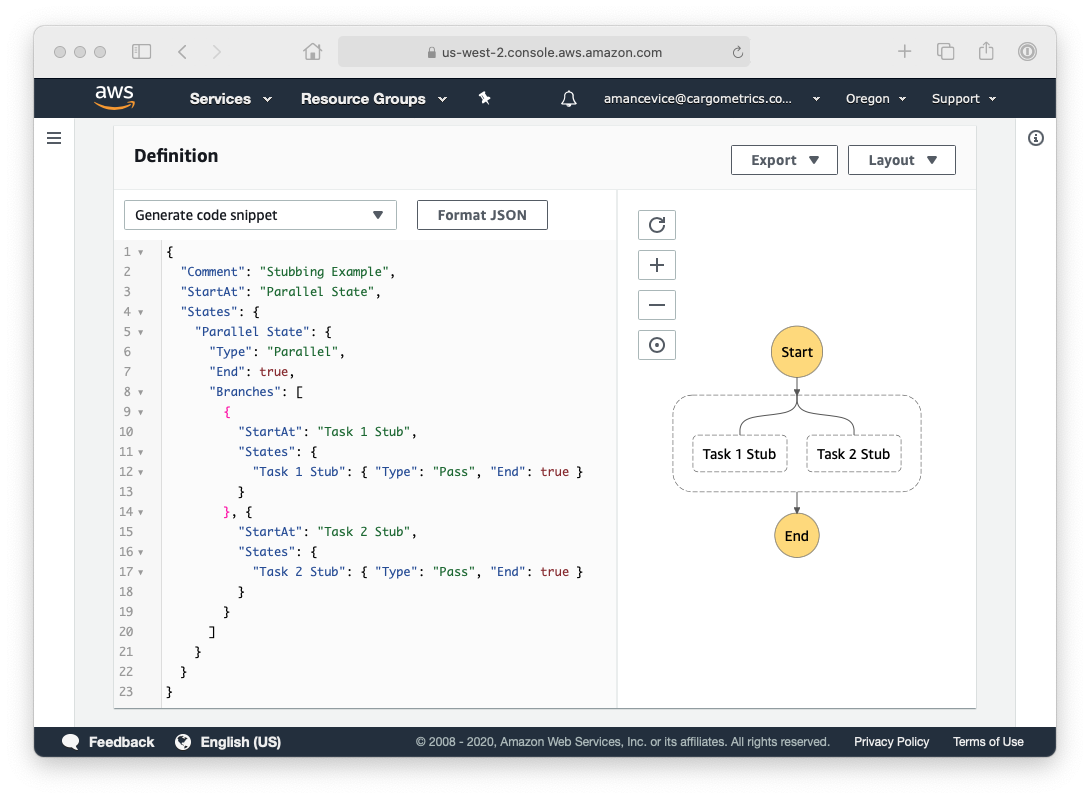 us-west-2.console.aws.amazon.com
aws Services Resource Groups amancevice@cargometrics.co... Oregon Support
Definition
Export Layout
Generate code snippet Format JSON
1 {
2 "Comment": "Stubbing Example",
3 "StartAt": "Parallel State",
4 "States": {
5 "Parallel State": {
6 "Type": "Parallel",
7 "End": true,
8 "Branches": [
9 {
10 "StartAt": "Task 1 Stub",
11 "States": {
12 "Task 1 Stub": { "Type": "Pass", "End": true }
13 }
14 }, {
15 "StartAt": "Task 2 Stub",
16 "States": {
17 "Task 2 Stub": { "Type": "Pass", "End": true }
18 }
19 }
20 ]
21 }
22 }
23 }
Start
Task 1 Stub Task 2 Stub
End
Feedback English (US) © 2008 - 2020, Amazon Web Services, Inc. or its affiliates. All rights reserved. Privacy Policy Terms of Use